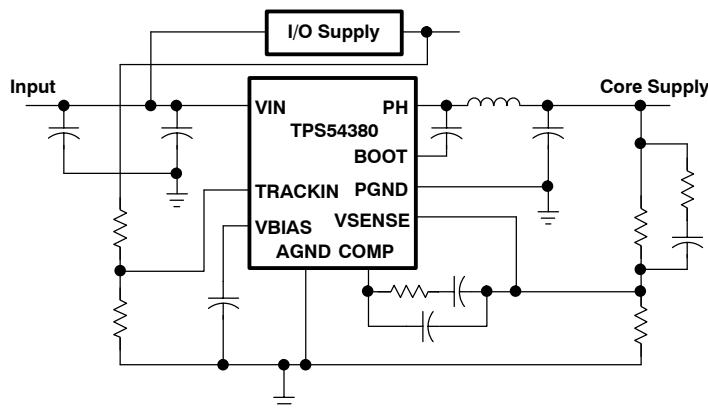 I/O Supply
Input
Core Supply
VIN
PH
TPS54380
BOOT
TRACKIN
PGND
VBIAS
VSENSE
AGND COMP